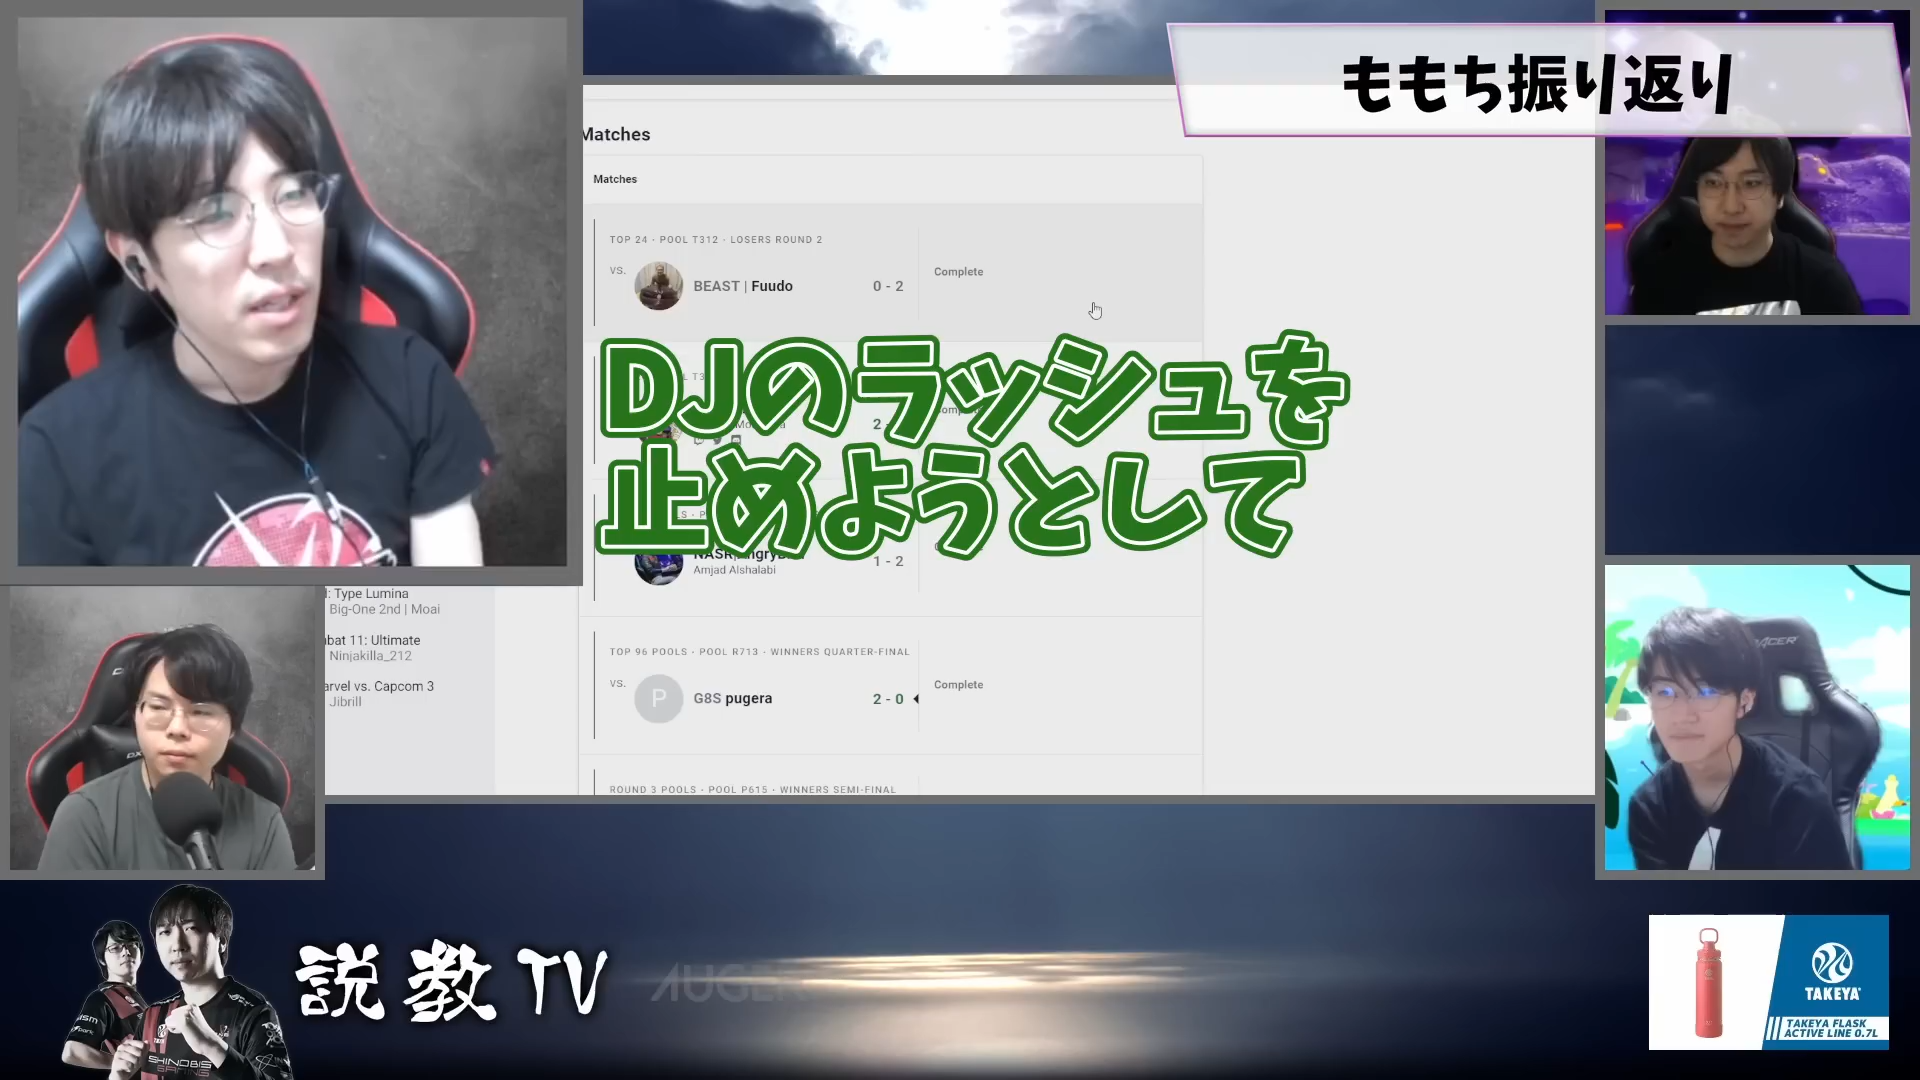 ももち振り返り
Matches
Matches
TOP 24 - POOL T312 - LOSERS ROUND 2
VS.
BEAST | Fuudo
0 - 2
Complete
DJのラッシュを
止めようとして
Amjad Alshalabi
1 - 2
: Type Lumina
Big-One 2nd | Moai
bat 11: Ultimate
Ninjakilla_212
arvel vs. Capcom 3
Jibrill
TOP 96 POOLS - POOL R713 - WINNERS QUARTER-FINAL
VS.
P
G8S pugera
2 - 0
Complete
ROUND 3 POOLS - POOL P615 - WINNERS SEMI-FINAL
説教TV
SHINOBISM
GAMING
TAKEYA
TAKEYA FLASK
ACTIVE LINE 0.7L